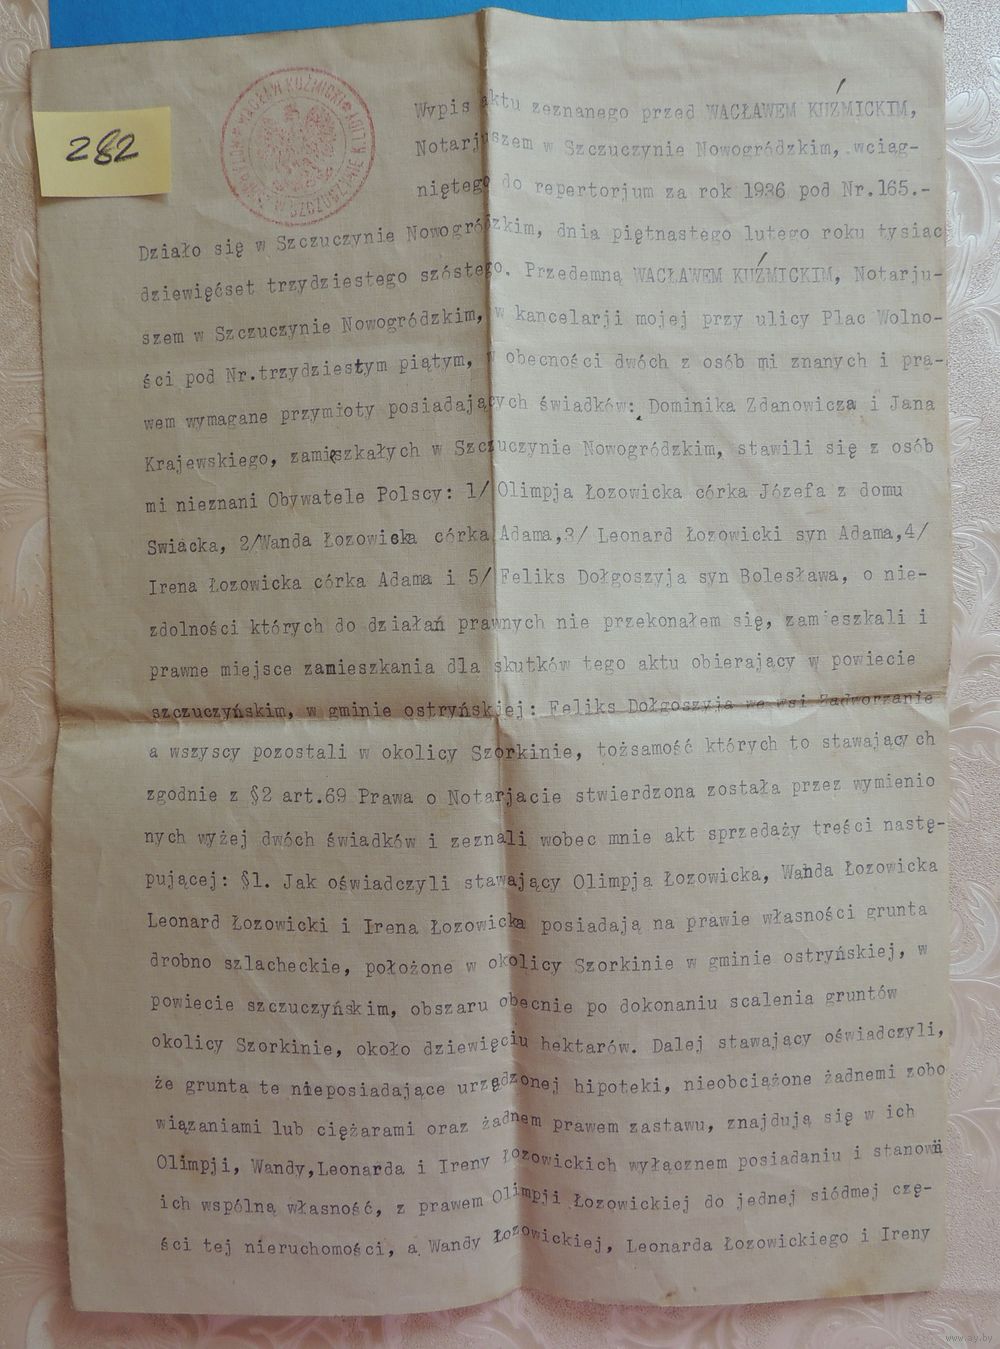 282
WACŁAW KUŹMICKI
W SZCZUCZYNIE
Wypis aktu zeznanego przed WACŁAWEM KUŹMICKIM,
Notarjuszem w Szczuczynie Nowogródzkim, wciąg-
niętego do repertorjum za rok 1936 pod Nr.165.-
Działo się w Szczuczynie Nowogródzkim, dnia piętnastego lutego roku tysiąc
dziewięćset trzydziestego szóstego. Przedemną WACŁAWEM KUŹMICKIM, Notarju-
szem w Szczuczynie Nowogródzkim, w kancelarji mojej przy ulicy Plac Wolno-
ści pod Nr.trzydziestym piątym, w obecności dwóch z osób mi znanych i pra-
wem wymagane przymioty posiadających świadków: Dominika Zdanowicza i Jana
Krajewskiego, zamieszkałych w Szczuczynie Nowogródzkim, stawili się z osób
mi nieznani Obywatele Polscy: 1/ Olimpja Łozowicka córka Józefa z domu
Swiacka, 2/Wanda Łozowicka córka Adama,3/ Leonard Łozowicki syn Adama,4/
Irena Łozowicka córka Adama i 5/ Feliks Dołgoszyja syn Bolesława, o nie-
zdolności których do działań prawnych nie przekonałem się, zamieszkali i
prawne miejsce zamieszkania dla skutków tego aktu obierający w powiecie
szczuczyńskim, w gminie ostryńskiej: Feliks Dołgoszyja we wsi Zadworzanie
a wszyscy pozostali w okolicy Szorkinie, tożsamość których to stawających
zgodnie z §2 art.69 Prawa o Notarjacie stwierdzona została przez wymienio
nych wyżej dwóch świadków i zeznali wobec mnie akt sprzedaży treści nastę-
pującej: §1. Jak oświadczyli stawający Olimpją Łozowicka, Wanda Łozowicka
Leonard Łozowicki i Irena Łozowicka posiadają na prawie własności grunta
drobno szlacheckie, położone w okolicy Szorkinie w gminie ostryńskiej, w
powiecie szczuczyńskim, obszaru obecnie po dokonaniu scalenia gruntów
okolicy Szorkinie, około dziewięciu hektarów. Dalej stawający oświadczyli,
że grunta te nieposiadające urządzonej hipoteki, nieobciążone żadnemi zobo
wiązaniami lub ciężarami oraz żadnem prawem zastawu, znajdują się w ich
Olimpji, Wandy,Leonarda i Ireny Łozowickich wyłącznem posiadaniu i stanowi
ich wspólną własność, z prawem Olimpji Łozowickiej do jednej siódmej czę-
ści tej nieruchomości, a Wandy Łozowickiej, Leonarda Łozowickiego i Ireny
www.ay.by